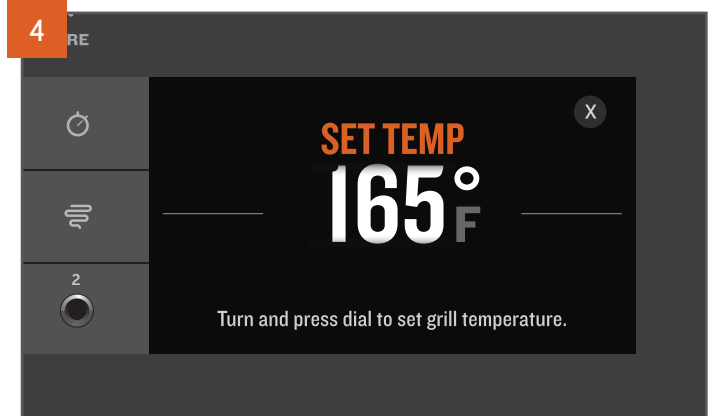 4
RE
X
SET TEMP
165°F
2
Turn and press dial to set grill temperature.